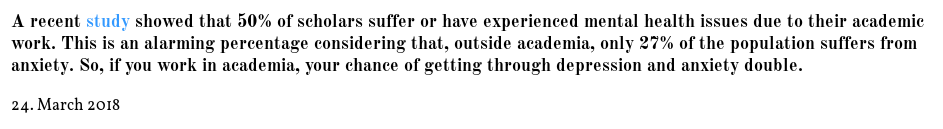 A recent study showed that 50% of scholars suffer or have experienced mental health issues due to their academic
work. This is an alarming percentage considering that, outside academia, only 27% of the population suffers from
anxiety. So, if you work in academia, your chance of getting through depression and anxiety double.
24. March 2018